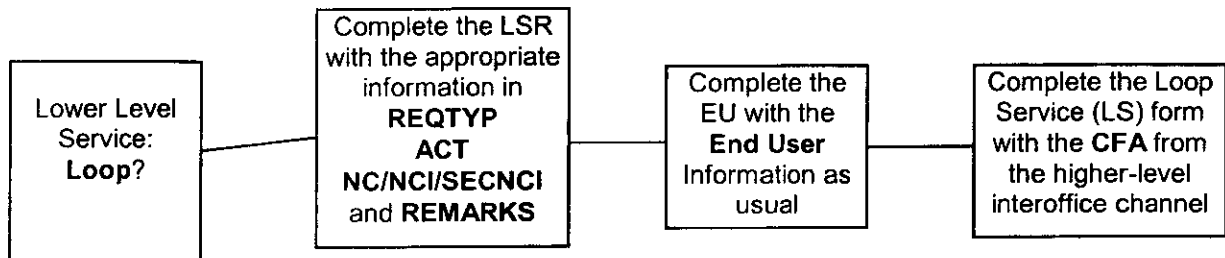 Lower Level
Service:
Loop?
Complete the LSR
with the appropriate
information in
REQTYP
ACT
NC/NCI/SECNCI
and REMARKS
Complete the
EU with the
End User
Information as
usual
Complete the Loop
Service (LS) form
with the CFA from
the higher-level
interoffice channel